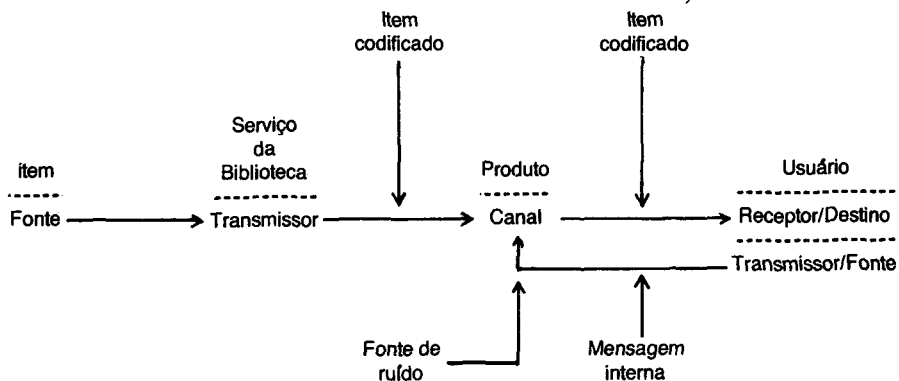 Item
codificado
Item
codificado
Serviço
da
Biblioteca
ítem
Produto
Usuário
Fonte
Transmissor
Canal
Receptor/Destino
Transmissor/Fonte
Fonte de
ruído
Mensagem
interna